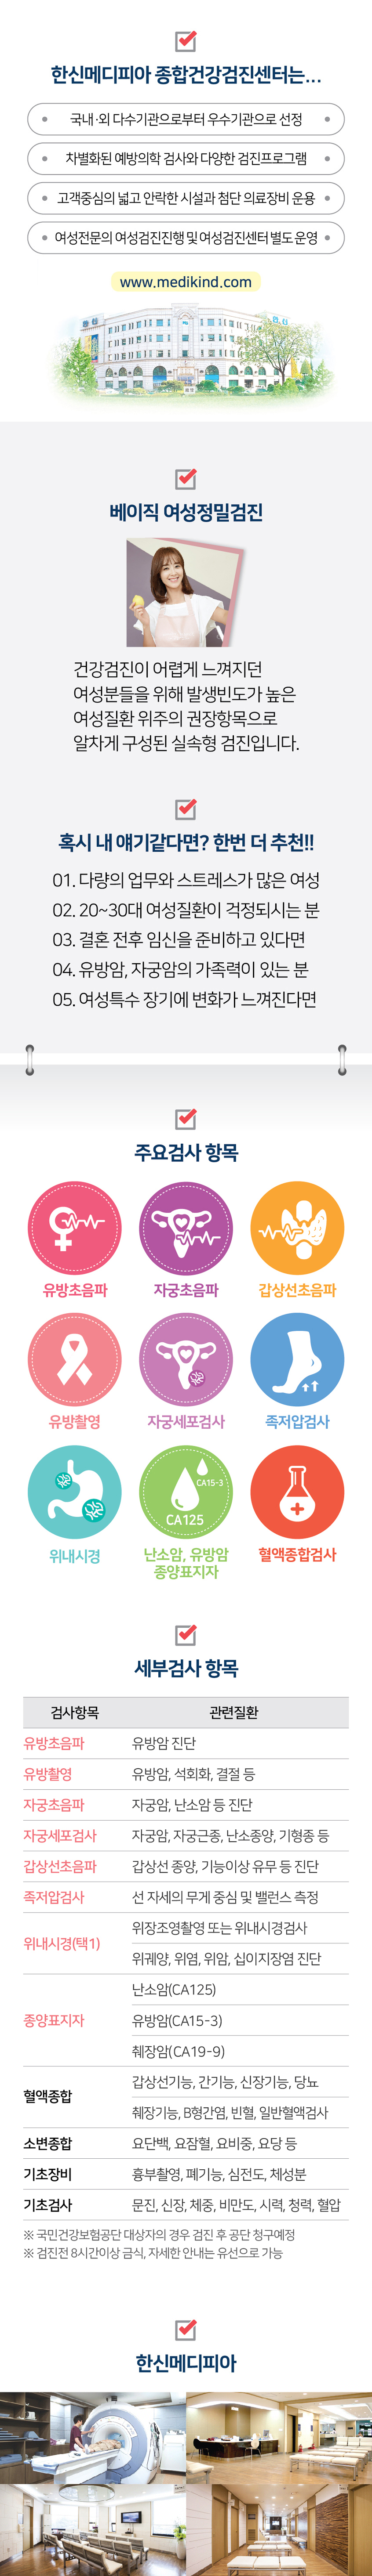 한신메디피아 종합건강검진센터는...
국내·외 다수기관으로부터 우수기관으로 선정
차별화된 예방의학 검사와 다양한 검진프로그램
고객중심의 넓고 안락한 시설과 첨단 의료장비 운용
여성전문의 여성검진진행 및 여성검진센터 별도 운영
www.medikind.com
베이직 여성정밀검진
건강검진이 어렵게 느껴지던
여성분들을 위해 발생빈도가 높은
여성질환 위주의 권장항목으로
알차게 구성된 실속형 검진입니다.
혹시 내 얘기같다면? 한번 더 추천!!
01. 다량의 업무와 스트레스가 많은 여성
02. 20~30대 여성질환이 걱정되시는 분
03. 결혼 전후 임신을 준비하고 있다면
04. 유방암, 자궁암의 가족력이 있는 분
05. 여성특수 장기에 변화가 느껴진다면
주요검사 항목
유방초음파
자궁초음파
갑상선초음파
유방촬영
자궁세포검사
족저압검사
CA15-3
CA125
위내시경
난소암, 유방암
종양표지자
혈액종합검사
세부검사 항목
검사항목 관련질환
유방초음파 유방암 진단
유방촬영 유방암, 석회화, 결절 등
자궁초음파 자궁암, 난소암 등 진단
자궁세포검사 자궁암, 자궁근종, 난소종양, 기형종 등
갑상선초음파 갑상선 종양, 기능이상 유무 등 진단
족저압검사 선 자세의 무게 중심 및 밸런스 측정
위내시경(택1) 위장조영촬영 또는 위내시경검사
위궤양, 위염, 위암, 십이지장염 진단
종양표지자 난소암(CA125)
유방암(CA15-3)
췌장암(CA19-9)
혈액종합 갑상선기능, 간기능, 신장기능, 당뇨
췌장기능, B형간염, 빈혈, 일반혈액검사
소변종합 요단백, 요잠혈, 요비중, 요당 등
기초장비 흉부촬영, 폐기능, 심전도, 체성분
기초검사 문진, 신장, 체중, 비만도, 시력, 청력, 혈압
※ 국민건강보험공단 대상자의 경우 검진 후 공단 청구예정
※ 검진전 8시간이상 금식, 자세한 안내는 유선으로 가능
한신메디피아